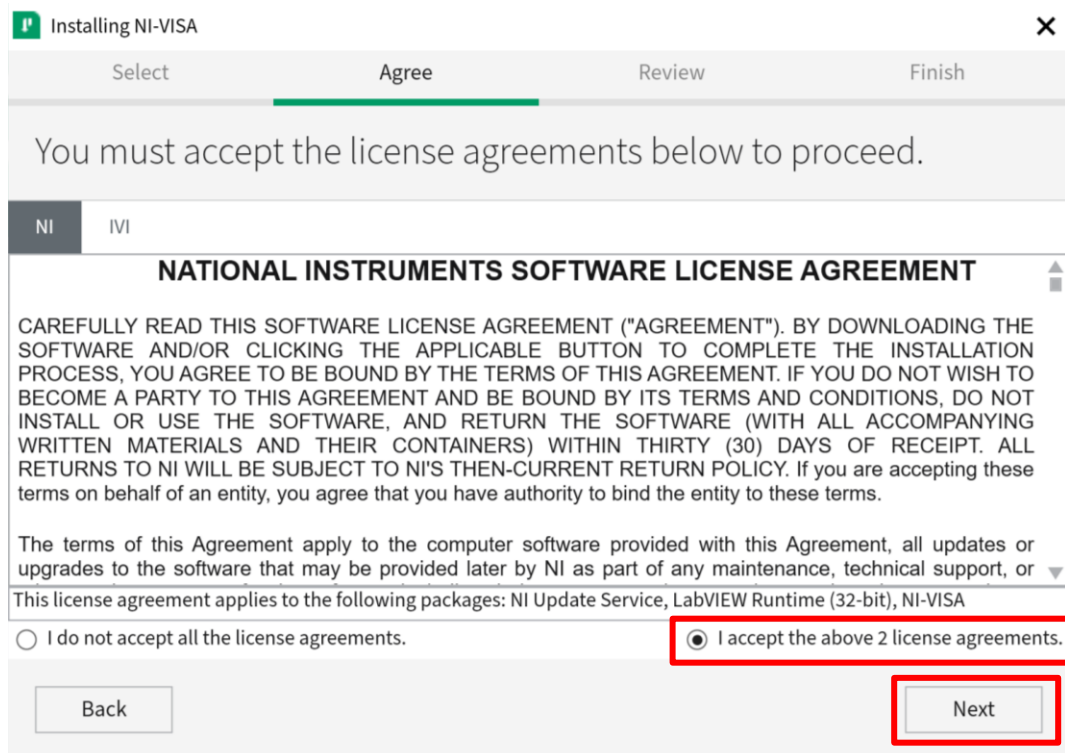 Installing NI-VISA
Select Agree Review Finish
You must accept the license agreements below to proceed.
NI IVI
NATIONAL INSTRUMENTS SOFTWARE LICENSE AGREEMENT
CAREFULLY READ THIS SOFTWARE LICENSE AGREEMENT ("AGREEMENT"). BY DOWNLOADING THE
SOFTWARE AND/OR CLICKING THE APPLICABLE BUTTON TO COMPLETE THE INSTALLATION
PROCESS, YOU AGREE TO BE BOUND BY THE TERMS OF THIS AGREEMENT. IF YOU DO NOT WISH TO
BECOME A PARTY TO THIS AGREEMENT AND BE BOUND BY ITS TERMS AND CONDITIONS, DO NOT
INSTALL OR USE THE SOFTWARE, AND RETURN THE SOFTWARE (WITH ALL ACCOMPANYING
WRITTEN MATERIALS AND THEIR CONTAINERS) WITHIN THIRTY (30) DAYS OF RECEIPT. ALL
RETURNS TO NI WILL BE SUBJECT TO NI'S THEN-CURRENT RETURN POLICY. If you are accepting these
terms on behalf of an entity, you agree that you have authority to bind the entity to these terms.
The terms of this Agreement apply to the computer software provided with this Agreement, all updates or
upgrades to the software that may be provided later by NI as part of any maintenance, technical support, or
This license agreement applies to the following packages: NI Update Service, LabVIEW Runtime (32-bit), NI-VISA
I do not accept all the license agreements. I accept the above 2 license agreements.
Back Next